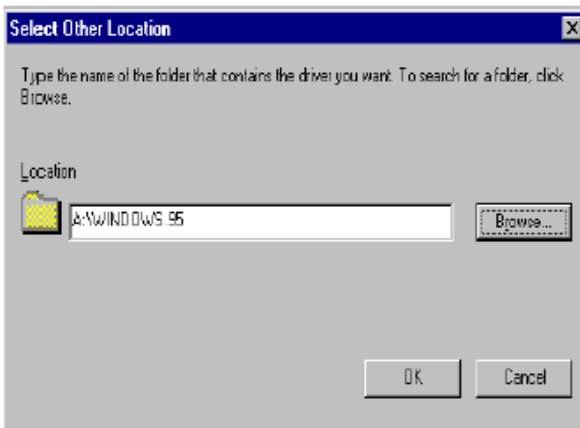 Select Other Location
Type the name of the folder that contains the driver you want. To search for a folder, click
Browse.
Location
A:\WINDOWS.95
Browse...
OK
Cancel